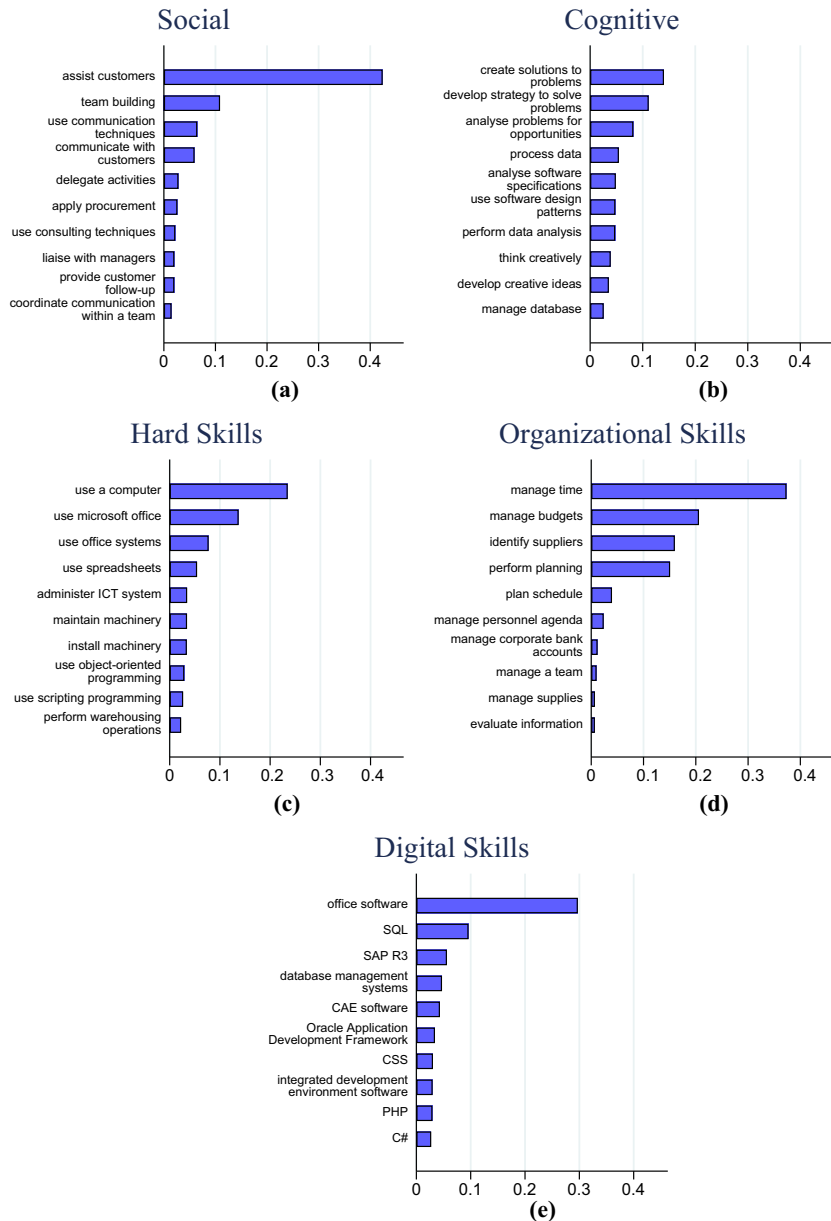 Social
assist customers
team building
use communication
techniques
communicate with
customers
delegate activities
apply procurement
use consulting techniques
liaise with managers
provide customer
follow-up
coordinate communication
within a team
0 0.1 0.2 0.3 0.4
(a)
Cognitive
create solutions to
problems
develop strategy to solve
problems
analyse problems for
opportunities
process data
analyse software
specifications
use software design
patterns
perform data analysis
think creatively
develop creative ideas
manage database
0 0.1 0.2 0.3 0.4
(b)
Hard Skills
use a computer
use microsoft office
use office systems
use spreadsheets
administer ICT system
maintain machinery
install machinery
use object-oriented
programming
use scripting programming
perform warehousing
operations
0 0.1 0.2 0.3 0.4
(c)
Organizational Skills
manage time
manage budgets
identify suppliers
perform planning
plan schedule
manage personnel agenda
manage corporate bank
accounts
manage a team
manage supplies
evaluate information
0 0.1 0.2 0.3 0.4
(d)
Digital Skills
office software
SQL
SAP R3
database management
systems
CAE software
Oracle Application
Development Framework
CSS
integrated development
environment software
PHP
C#
0 0.1 0.2 0.3 0.4
(e)